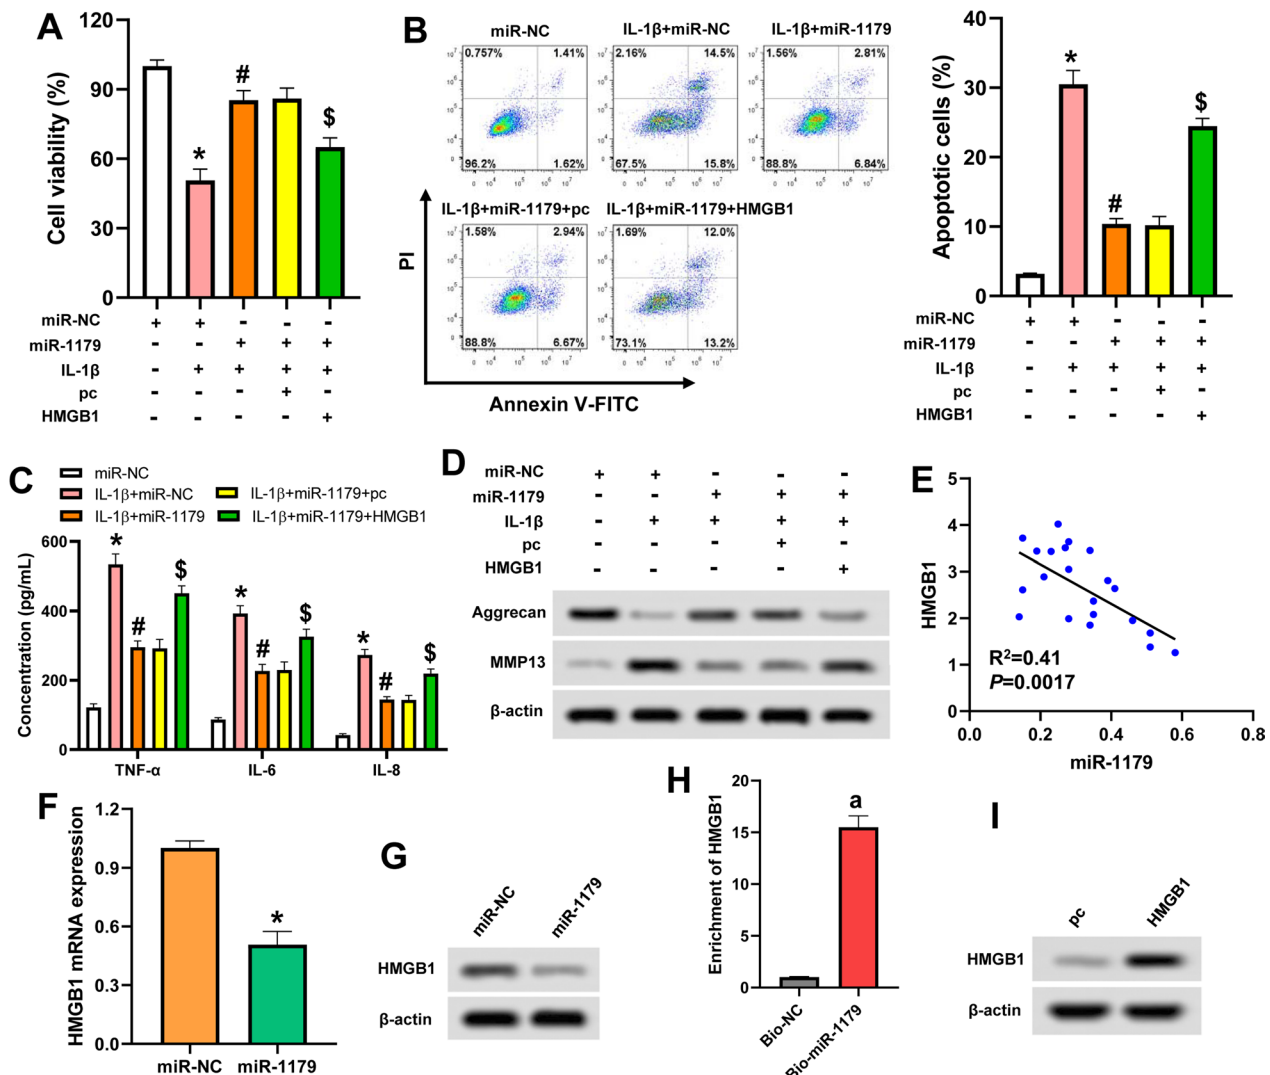 A
Cell viability (%)
120
90
60
30
0
*
#
$
miR-NC + + - - -
miR-1179 - - + + +
IL-1β - + + + +
pc - - - + -
HMGB1 - - - - +
B
miR-NC
IL-1β+miR-NC
IL-1β+miR-1179
0.757% 1.41%
96.2% 1.62%
2.16% 14.5%
67.5% 15.8%
1.56% 2.81%
88.8% 6.84%
IL-1β+miR-1179+pc
IL-1β+miR-1179+HMGB1
1.58% 2.94%
88.8% 6.67%
1.69% 12.0%
73.1% 13.2%
PI
Annexin V-FITC
Apoptotic cells (%)
40
30
20
10
0
*
#
$
miR-NC + + - - -
miR-1179 - - + + +
IL-1β - + + + +
pc - - - + -
HMGB1 - - - - +
C
miR-NC
IL-1β+miR-NC
IL-1β+miR-1179+pc
IL-1β+miR-1179
IL-1β+miR-1179+HMGB1
Concentration (pg/mL)
600
400
200
0
* # $
* # $
* # $
TNF-α IL-6 IL-8
D
miR-NC + + - - -
miR-1179 - - + + +
IL-1β - + + + +
pc - - - + -
HMGB1 - - - - +
Aggrecan
MMP13
β-actin
E
HMGB1
5
4
3
2
1
0
R²=0.41
P=0.0017
0.0 0.2 0.4 0.6 0.8
miR-1179
F
HMGB1 mRNA expression
1.2
0.9
0.6
0.3
0.0
*
miR-NC miR-1179
G
miR-NC miR-1179
HMGB1
β-actin
H
Enrichment of HMGB1
20
15
10
5
0
a
Bio-NC
Bio-miR-1179
I
pc HMGB1
HMGB1
β-actin